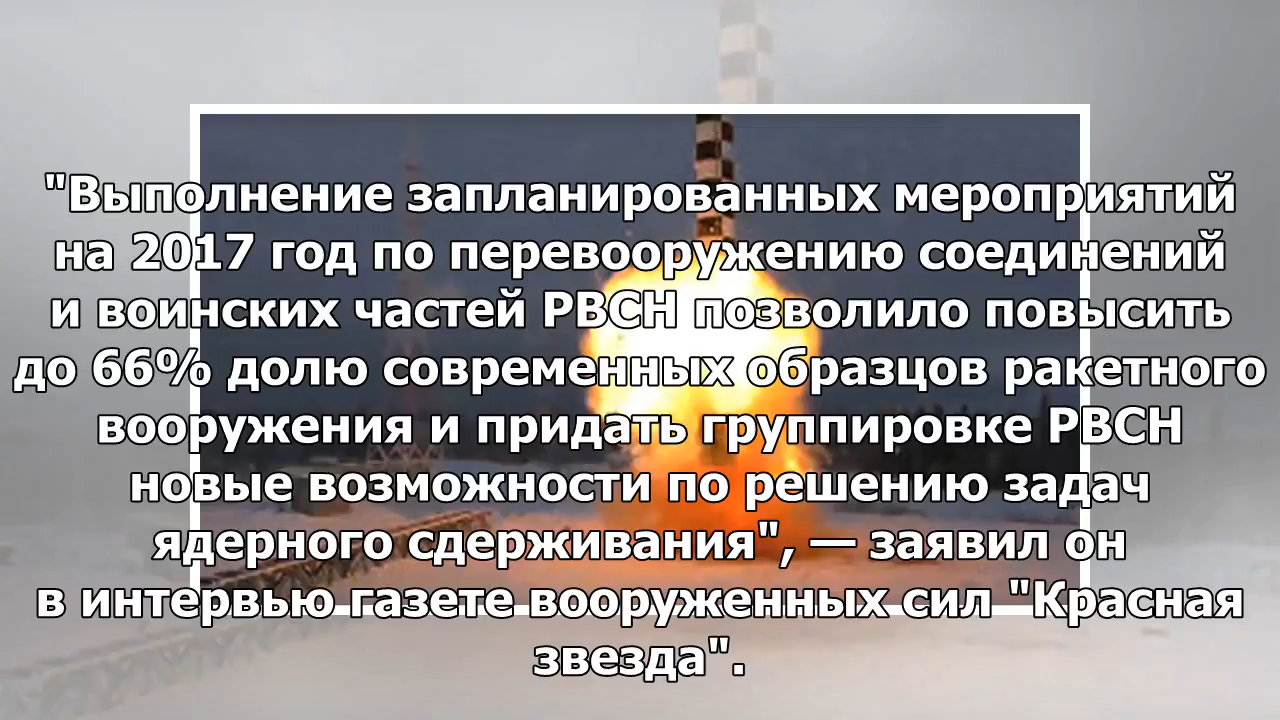 "Выполнение запланированных мероприятий
на 2017 год по перевооружению соединений
и воинских частей РВСН позволило повысить
до 66% долю современных образцов ракетного
вооружения и придать группировке РВСН
новые возможности по решению задач
ядерного сдерживания", — заявил он
в интервью газете вооруженных сил "Красная
звезда".